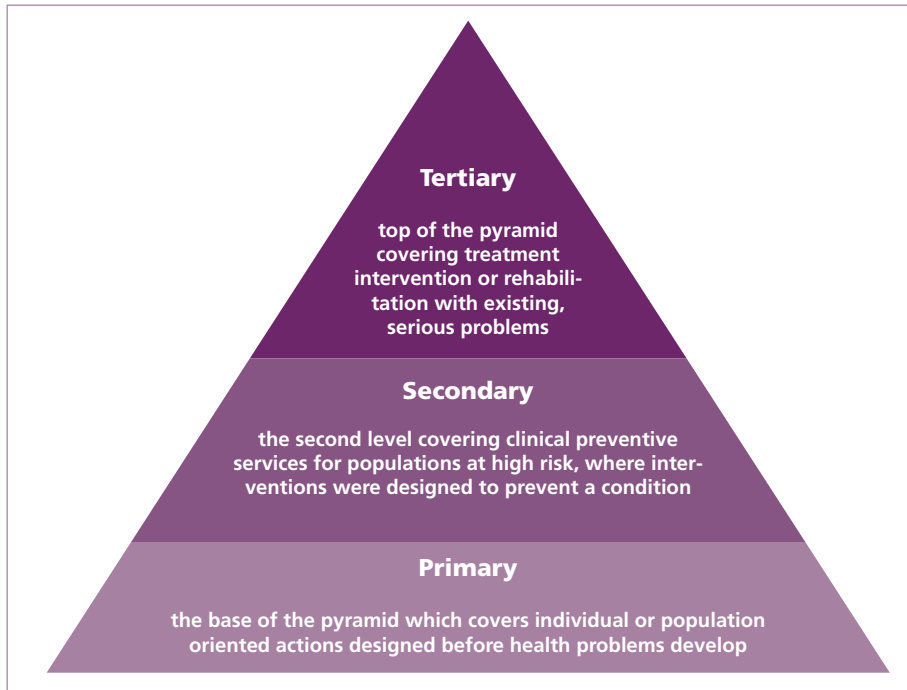 Tertiary
top of the pyramid
covering treatment
intervention or rehabili-
tation with existing,
serious problems
Secondary
the second level covering clinical preventive
services for populations at high risk, where inter-
ventions were designed to prevent a condition
Primary
the base of the pyramid which covers individual or population
oriented actions designed before health problems develop